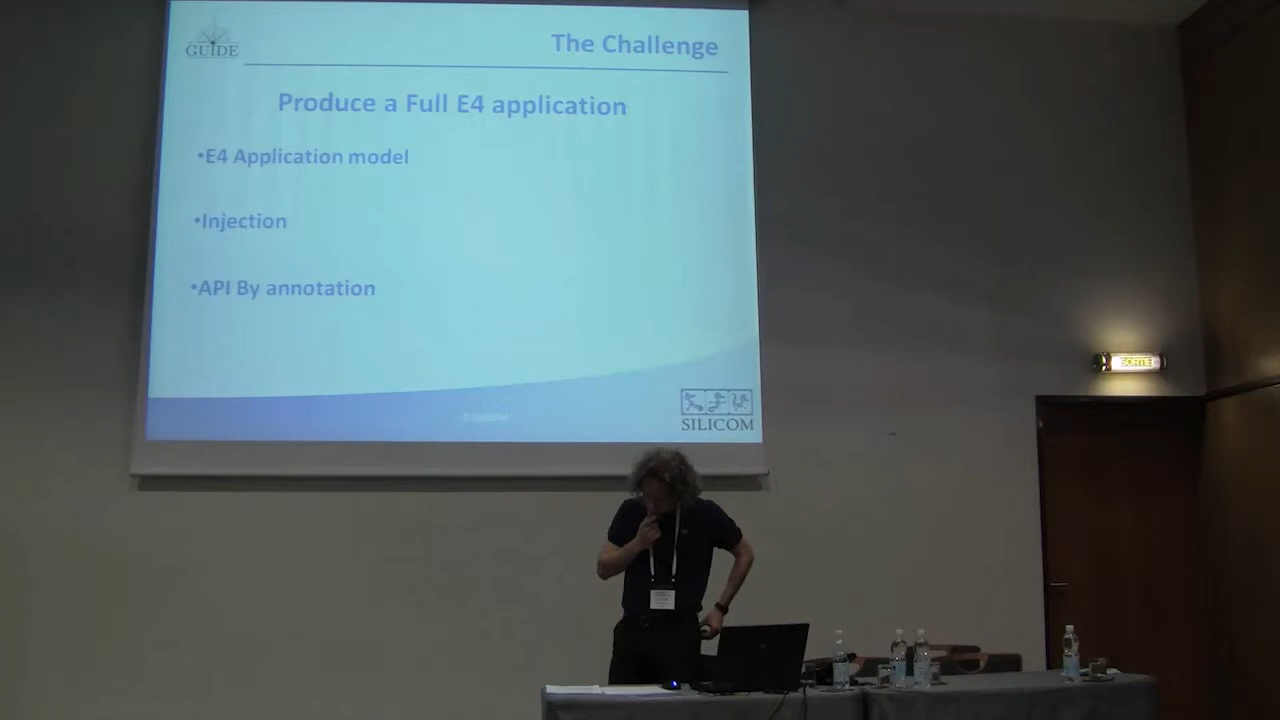 GUIDE
The Challenge
Produce a Full E4 application
•E4 Application model
•Injection
•API By annotation
SILICOM
SORTIE